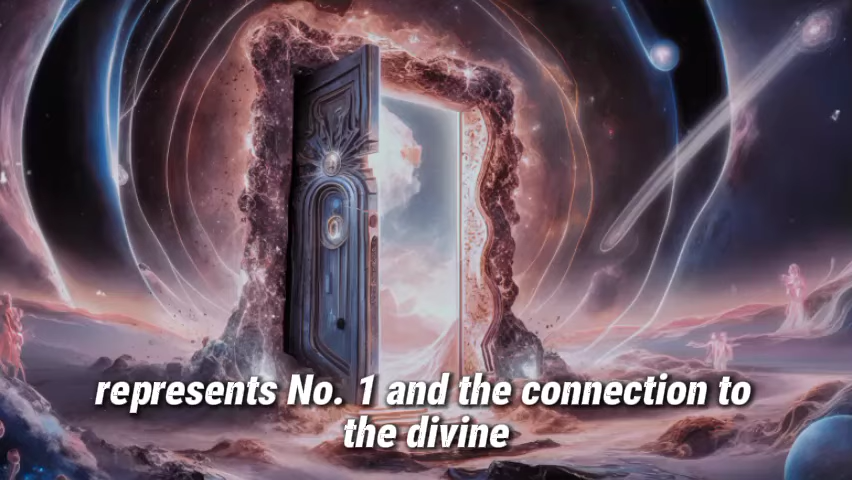 represents No. 1 and the connection to
the divine